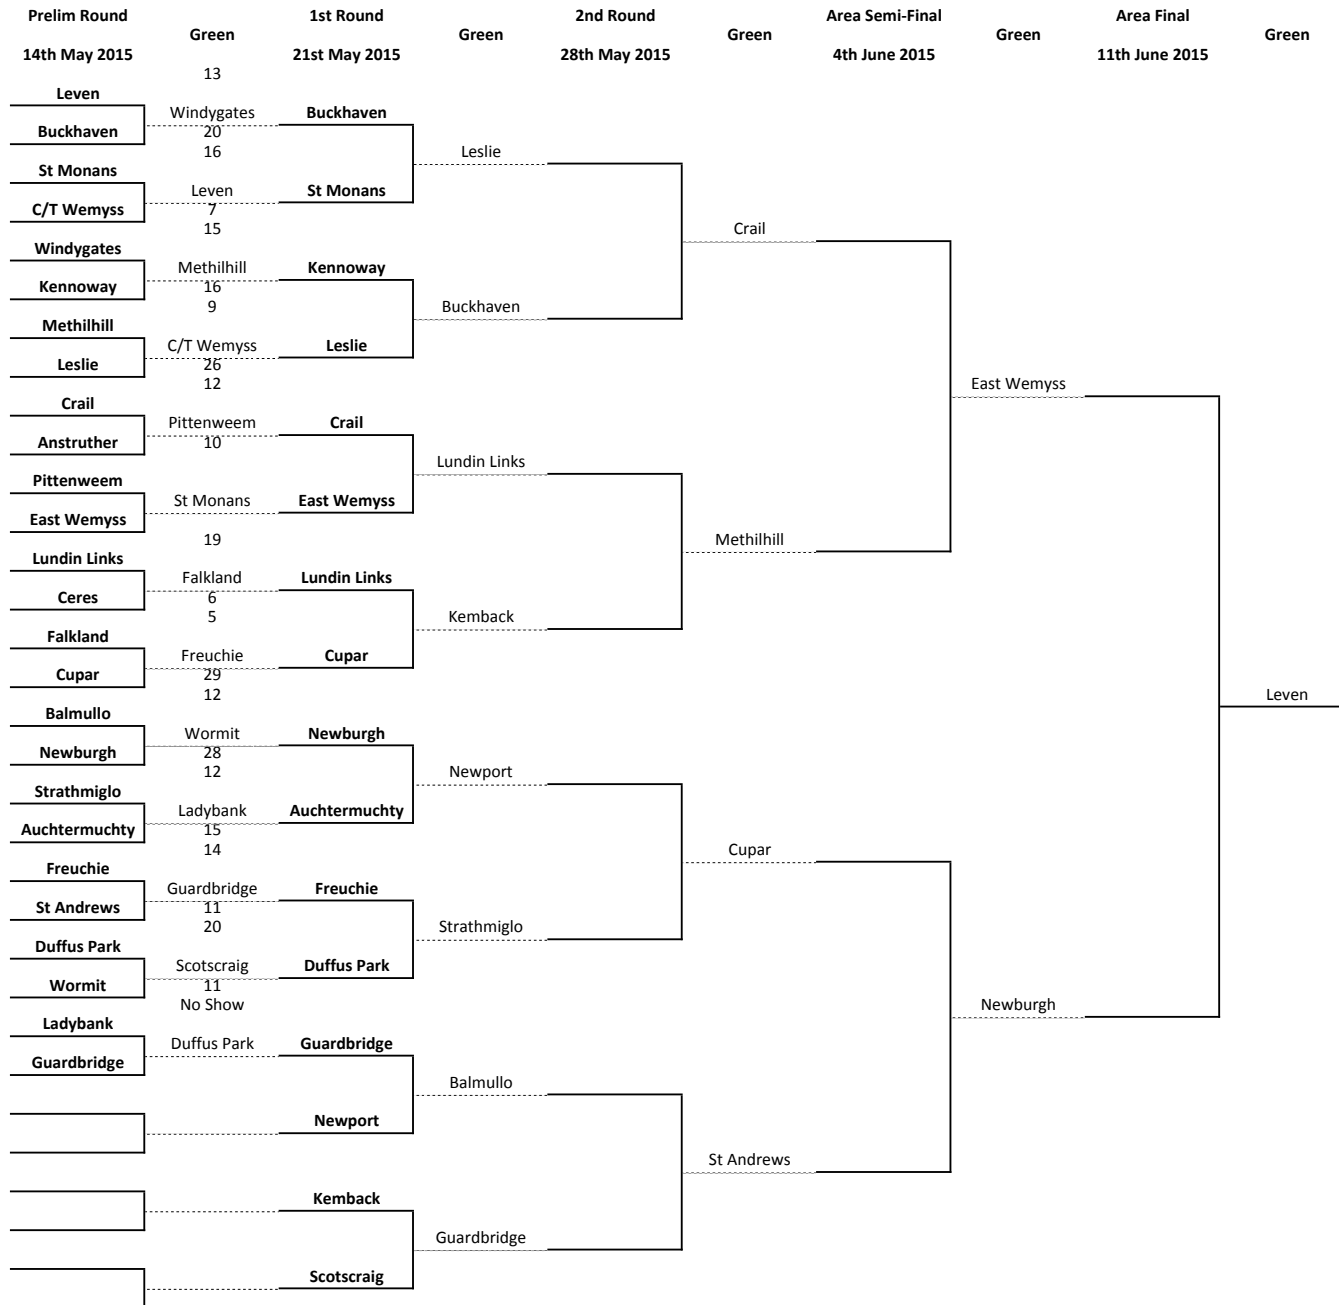 Prelim Round Green 1st Round Green 2nd Round Green Area Semi-Final Green Area Final Green
14th May 2015 21st May 2015 28th May 2015 4th June 2015 11th June 2015
13
Leven
Windygates Buckhaven
Buckhaven 20
16 Leslie
St Monans
Leven St Monans
C/T Wemyss 7
15 Crail
Windygates
Methilhill Kennoway
Kennoway 16
9 Buckhaven
Methilhill
C/T Wemyss Leslie
Leslie 26
12 East Wemyss
Crail
Pittenweem Crail
Anstruther 10
Lundin Links
Pittenweem
St Monans East Wemyss
East Wemyss
19 Methilhill
Lundin Links
Falkland Lundin Links
Ceres 6
5 Kemback
Falkland
Freuchie Cupar
Cupar 29
12 Leven
Balmullo
Wormit Newburgh
Newburgh 28
12 Newport
Strathmiglo
Ladybank Auchtermuchty
Auchtermuchty 15
14 Cupar
Freuchie
Guardbridge Freuchie
St Andrews 11
20 Strathmiglo
Duffus Park
Scotscraig Duffus Park
Wormit 11
No Show Newburgh
Ladybank
Duffus Park Guardbridge
Guardbridge
Balmullo
Newport
St Andrews
Kemback
Guardbridge
Scotscraig